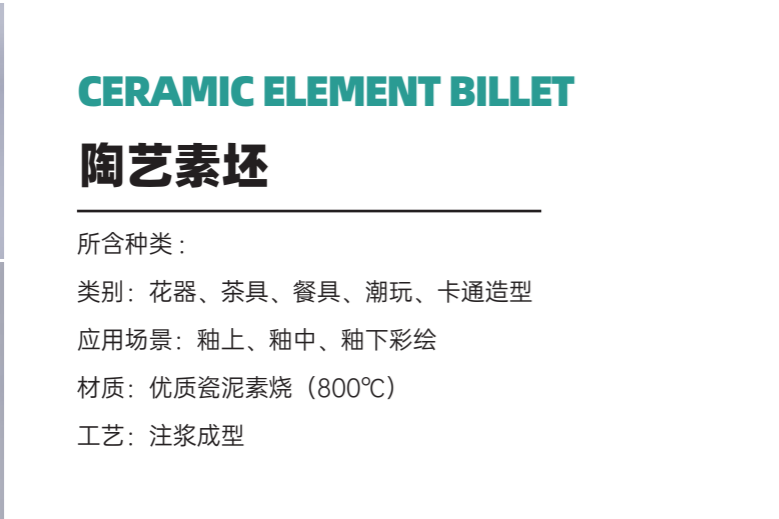 CERAMIC ELEMENT BILLET
陶艺素坯
所含种类：
类别：花器、茶具、餐具、潮玩、卡通造型
应用场景：釉上、釉中、釉下彩绘
材质：优质瓷泥素烧（800℃）
工艺：注浆成型